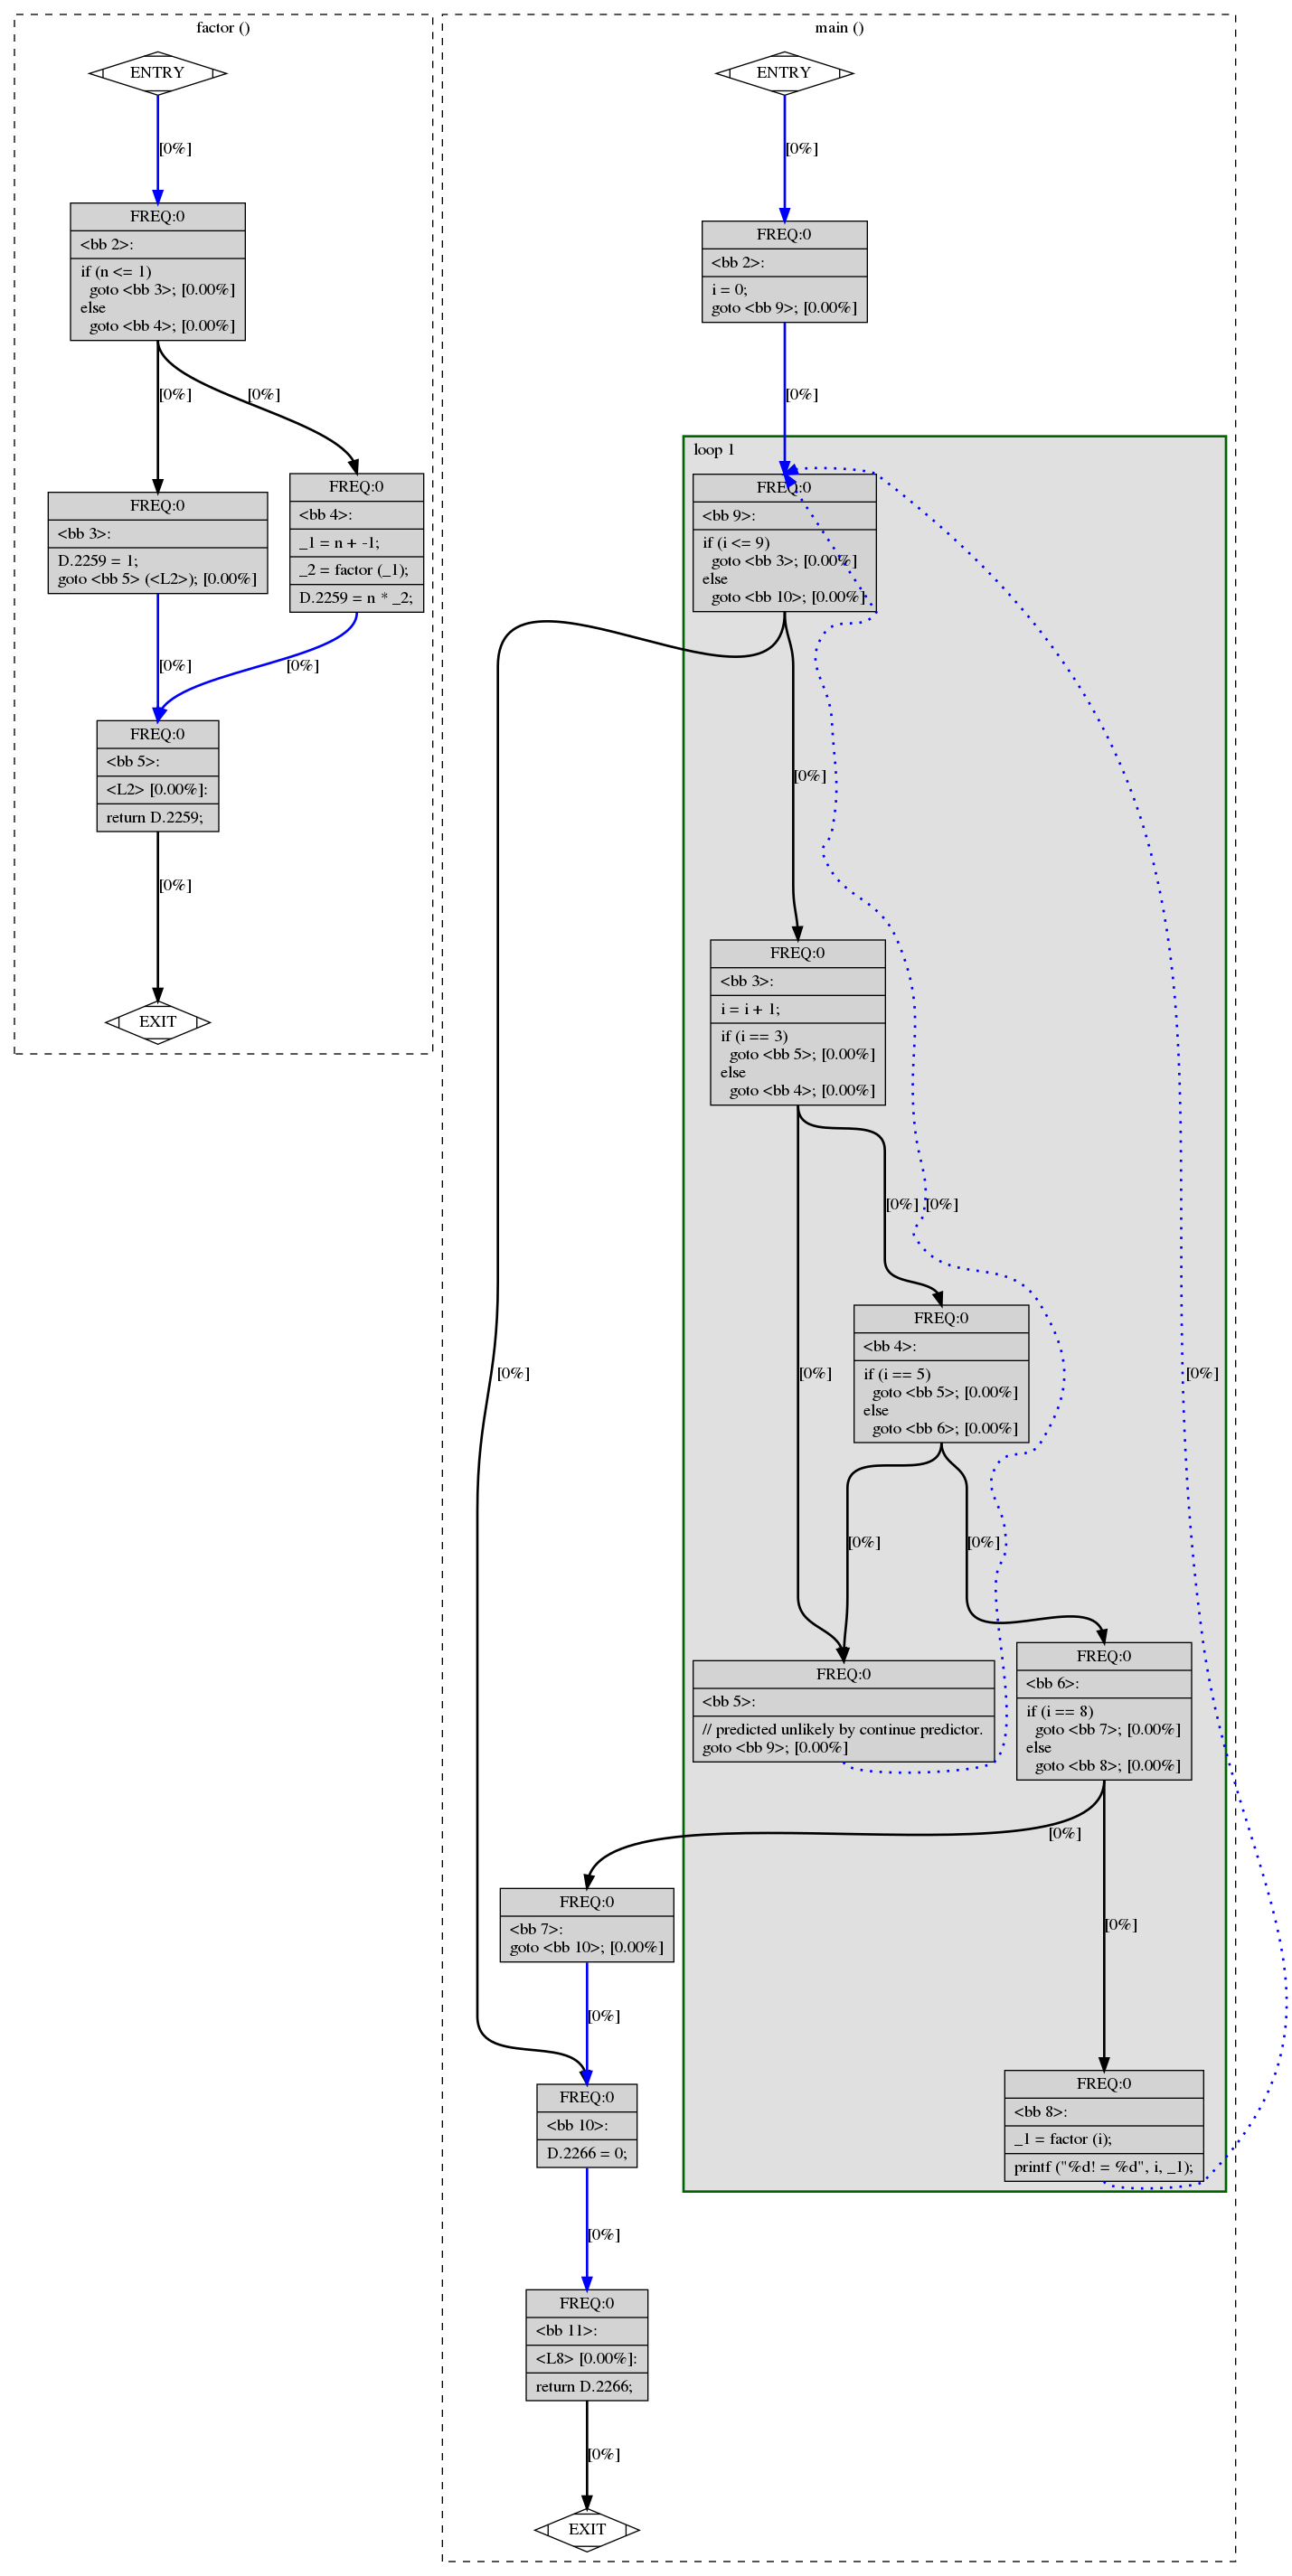 factor ()
ENTRY
[0%]
FREQ:0
<bb 2>:
if (n <= 1)
goto <bb 3>; [0.00%]
else
goto <bb 4>; [0.00%]
[0%]
[0%]
FREQ:0
<bb 3>:
D.2259 = 1;
goto <bb 5> (<L2>); [0.00%]
FREQ:0
<bb 4>:
_1 = n + -1;
_2 = factor (_1);
D.2259 = n * _2;
[0%]
[0%]
FREQ:0
<bb 5>:
<L2> [0.00%]:
return D.2259;
[0%]
EXIT
main ()
ENTRY
[0%]
FREQ:0
<bb 2>:
i = 0;
goto <bb 9>; [0.00%]
[0%]
loop 1
FREQ:0
<bb 9>:
if (i <= 9)
goto <bb 3>; [0.00%]
else
goto <bb 10>; [0.00%]
[0%]
FREQ:0
<bb 3>:
i = i + 1;
if (i == 3)
goto <bb 5>; [0.00%]
else
goto <bb 4>; [0.00%]
[0%]
[0%]
FREQ:0
<bb 4>:
if (i == 5)
goto <bb 5>; [0.00%]
else
goto <bb 6>; [0.00%]
[0%]
[0%]
[0%]
[0%]
[0%]
FREQ:0
<bb 5>:
// predicted unlikely by continue predictor.
goto <bb 9>; [0.00%]
FREQ:0
<bb 6>:
if (i == 8)
goto <bb 7>; [0.00%]
else
goto <bb 8>; [0.00%]
[0%]
[0%]
FREQ:0
<bb 7>:
goto <bb 10>; [0.00%]
[0%]
FREQ:0
<bb 8>:
_1 = factor (i);
printf ("%d! = %d", i, _1);
FREQ:0
<bb 10>:
D.2266 = 0;
[0%]
FREQ:0
<bb 11>:
<L8> [0.00%]:
return D.2266;
[0%]
EXIT